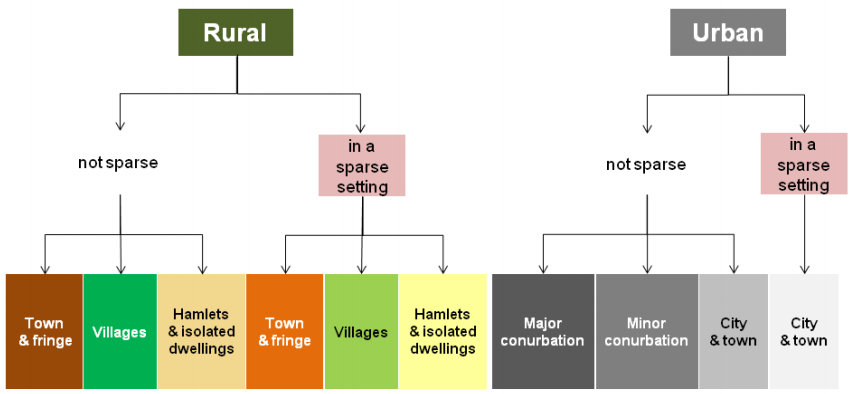 Rural
Urban
not sparse
in a
sparse
setting
not sparse
in a
sparse
setting
Town
& fringe
Villages
Hamlets
& isolated
dwellings
Town
& fringe
Villages
Hamlets
& isolated
dwellings
Major
conurbation
Minor
conurbation
City
& town
City
& town